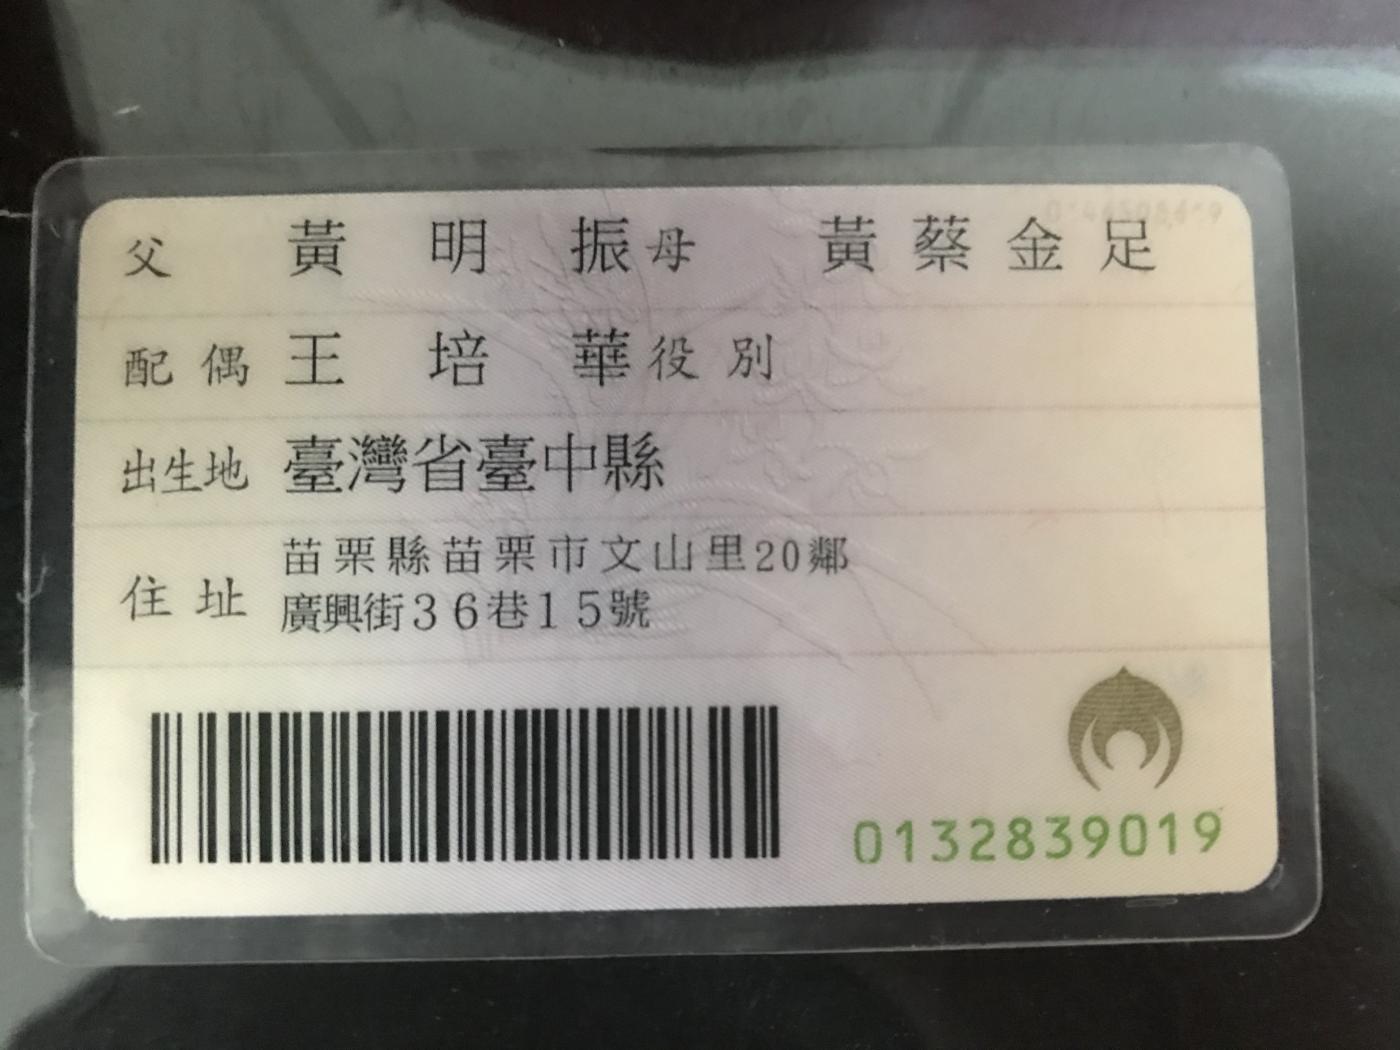 父 黃明振 母 黃蔡金足
配偶 王培華 役別
出生地 臺灣省臺中縣
住址 苗栗縣苗栗市文山里20鄰
廣興街36巷15號
0132839019